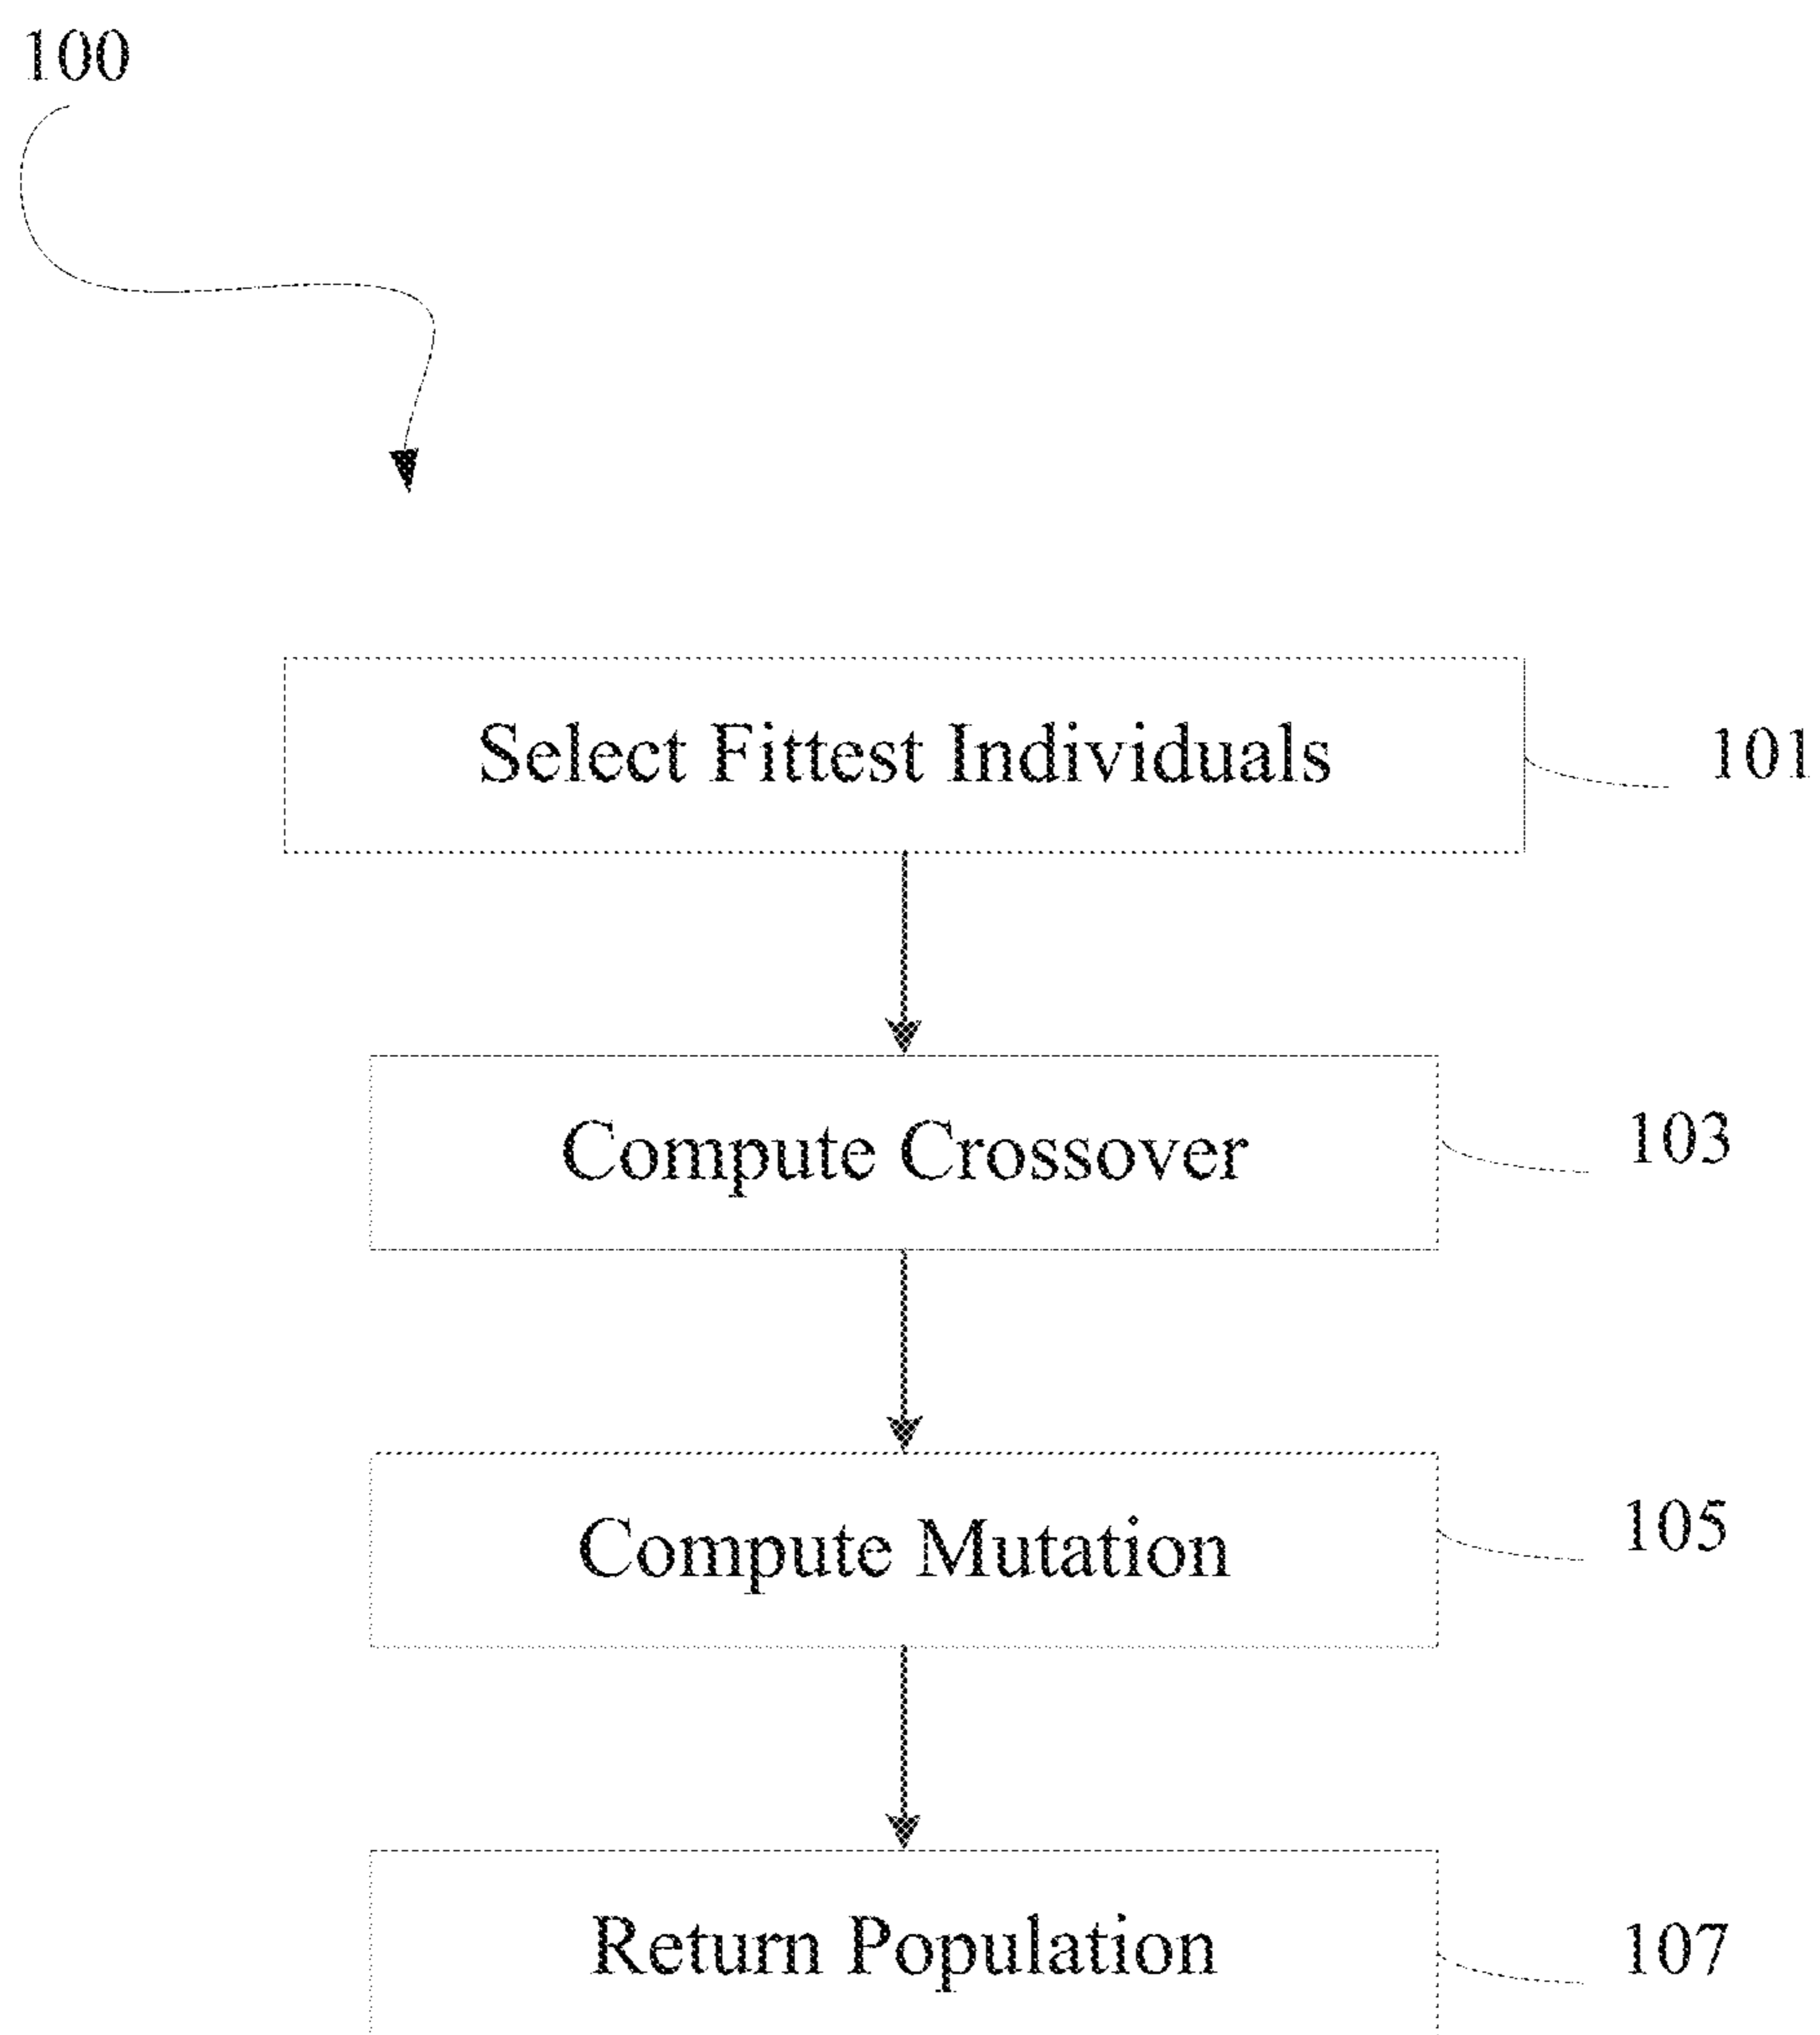 100
Select Fittest Individuals
101
Compute Crossover
103
Compute Mutation
105
Return Population
107